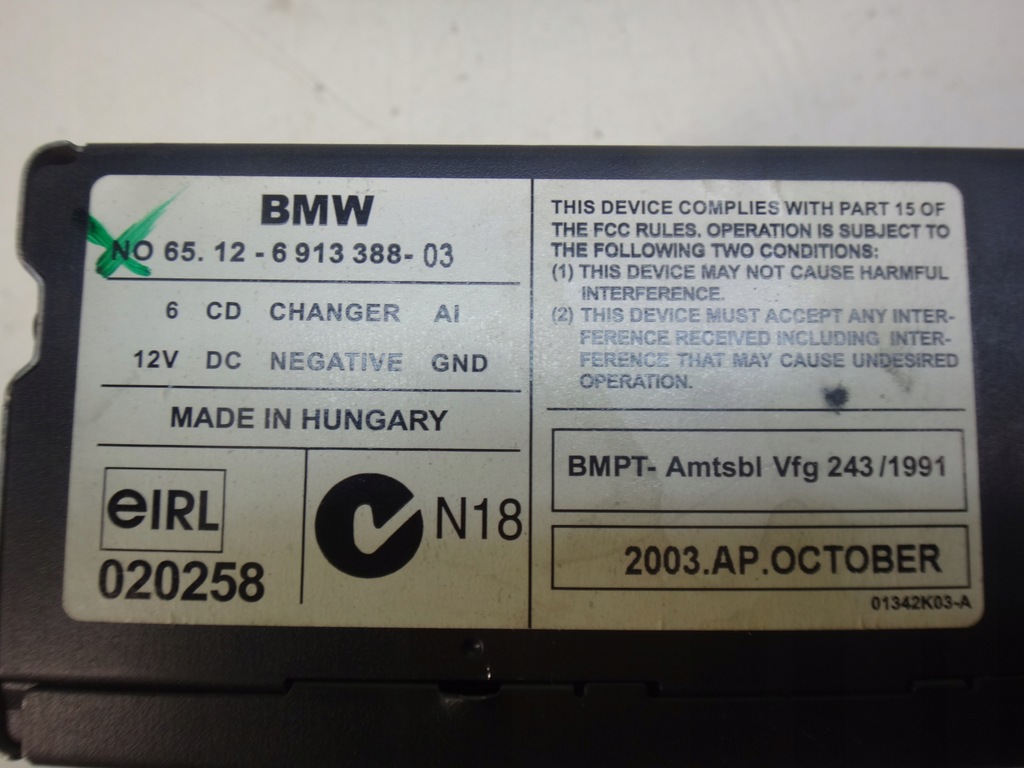 BMW
NO 65. 12 - 6 913 388- 03
6 CD CHANGER AI
12V DC NEGATIVE GND
MADE IN HUNGARY
eIRL
020258
N18
THIS DEVICE COMPLIES WITH PART 15 OF
THE FCC RULES. OPERATION IS SUBJECT TO
THE FOLLOWING TWO CONDITIONS:
(1) THIS DEVICE MAY NOT CAUSE HARMFUL
INTERFERENCE.
(2) THIS DEVICE MUST ACCEPT ANY INTER-
FERENCE RECEIVED INCLUDING INTER-
FERENCE THAT MAY CAUSE UNDESIRED
OPERATION.
BMPT- Amtsbl Vfg 243/1991
2003.AP.OCTOBER
01342K03-A